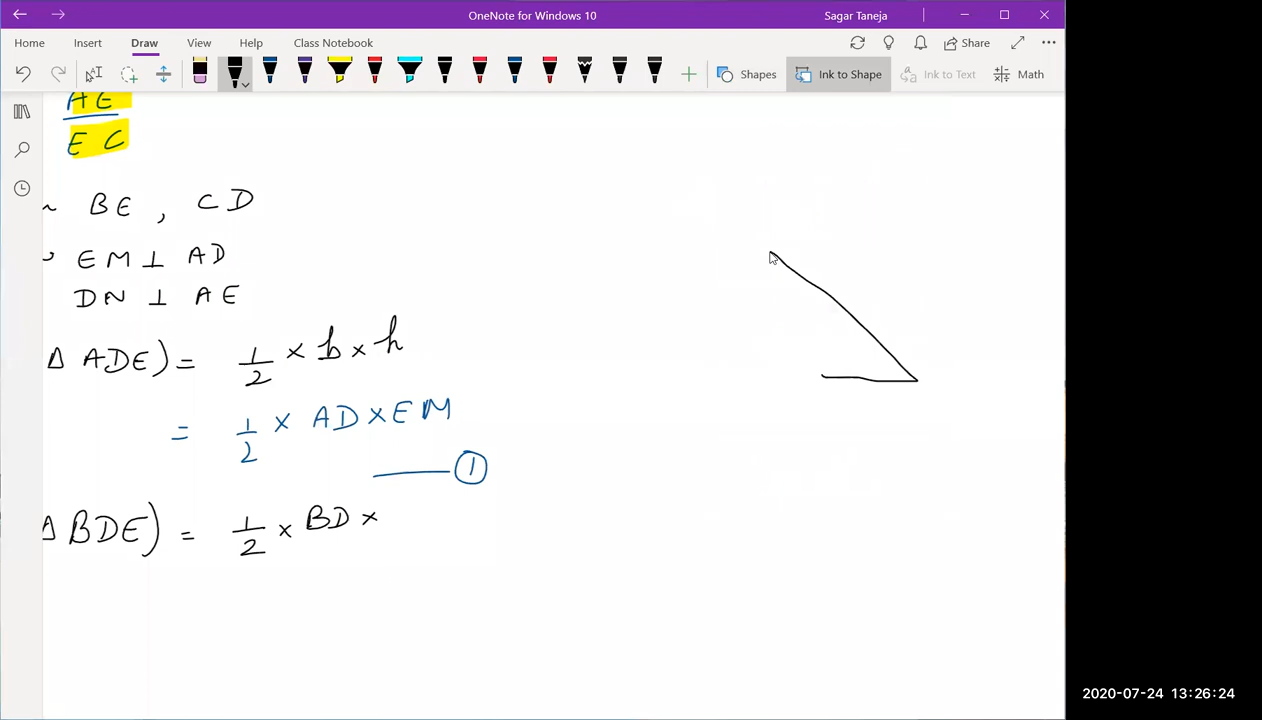 OneNote for Windows 10
Sagar Taneja
Home Insert Draw View Help Class Notebook
Share
Shapes
Ink to Shape
Ink to Text
Math
AE
EC
BE , CD
EM ⊥ AD
DN ⊥ AE
Δ ADE) = 1/2 × b × h
= 1/2 × AD × EM
——— ①
Δ BDE) = 1/2 × BD ×
2020-07-24 13:26:24